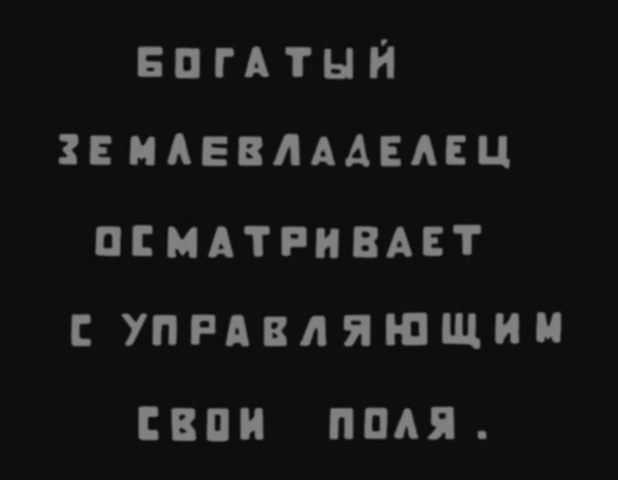 БОГАТЫЙ
ЗЕМЛЕВЛАДЕЛЕЦ
ОСМАТРИВАЕТ
С УПРАВЛЯЮЩИМ
СВОИ ПОЛЯ.